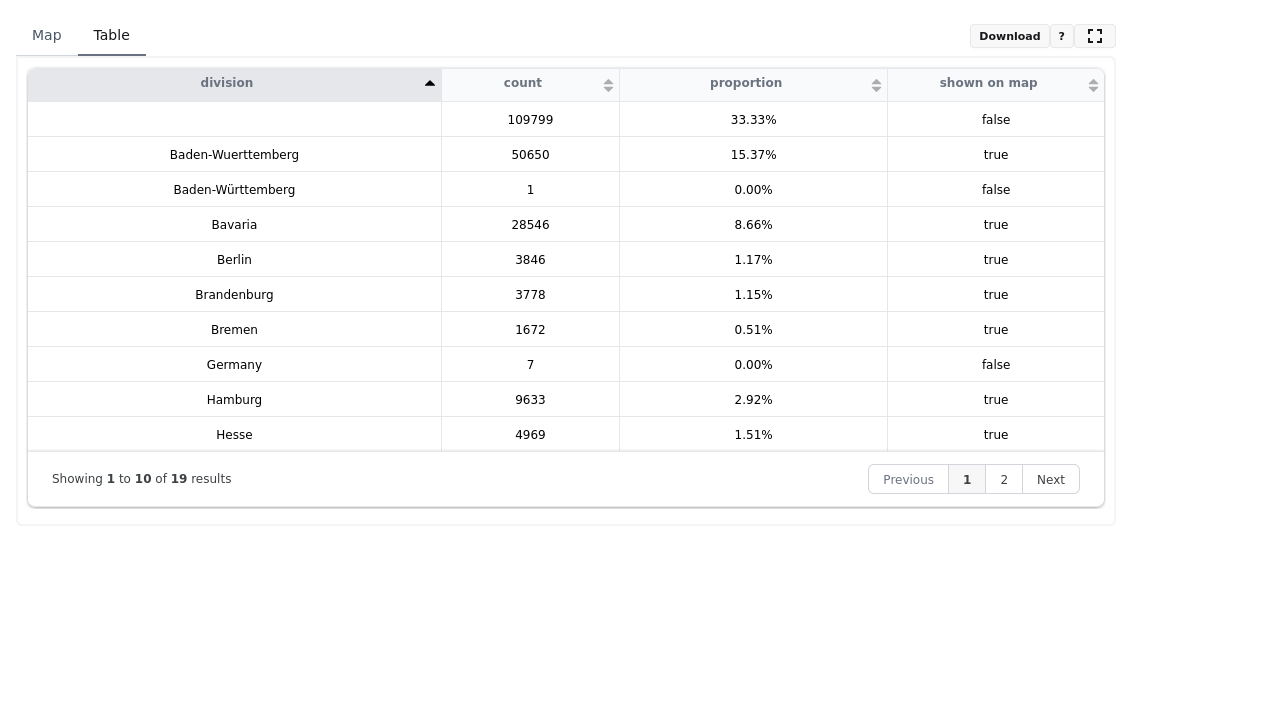 Map Table Download ?
division count proportion shown on map
109799 33.33% false
Baden-Wuerttemberg 50650 15.37% true
Baden-Württemberg 1 0.00% false
Bavaria 28546 8.66% true
Berlin 3846 1.17% true
Brandenburg 3778 1.15% true
Bremen 1672 0.51% true
Germany 7 0.00% false
Hamburg 9633 2.92% true
Hesse 4969 1.51% true
Showing 1 to 10 of 19 results Previous 1 2 Next